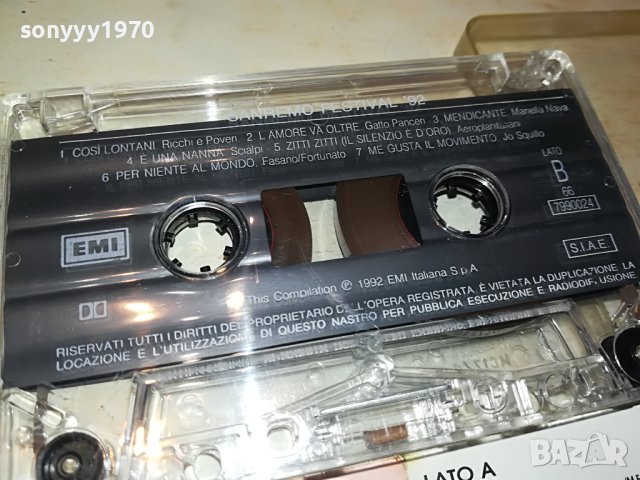 sonyyy1970
SANREMO FESTIVAL '92
1 COSÌ LONTANI Ricchi e Poveri 2 L'AMORE VA OLTRE. Gatto Panceri 3 MENDICANTE Mariella Nava
4 È UNA NANNA Scialpi 5 ZITTI ZITTI (IL SILENZIO È D'ORO). Aeroplanitaliani
6 PER NIENTE AL MONDO. Fasano/Fortunato 7 ME GUSTA IL MOVIMENTO. Jo Squillo
LATO
B
66
7990024
EMI
S.I.A.E.
This Compilation ℗ 1992 EMI Italiana S.p.A
RISERVATI TUTTI I DIRITTI DEL PROPRIETARIO DELL'OPERA REGISTRATA È VIETATA LA DUPLICAZIONE LA
LOCAZIONE E L'UTILIZZAZIONE DI QUESTO NASTRO PER PUBBLICA ESECUZIONE E RADIODIF. USIONE
LATO A
BAZAR